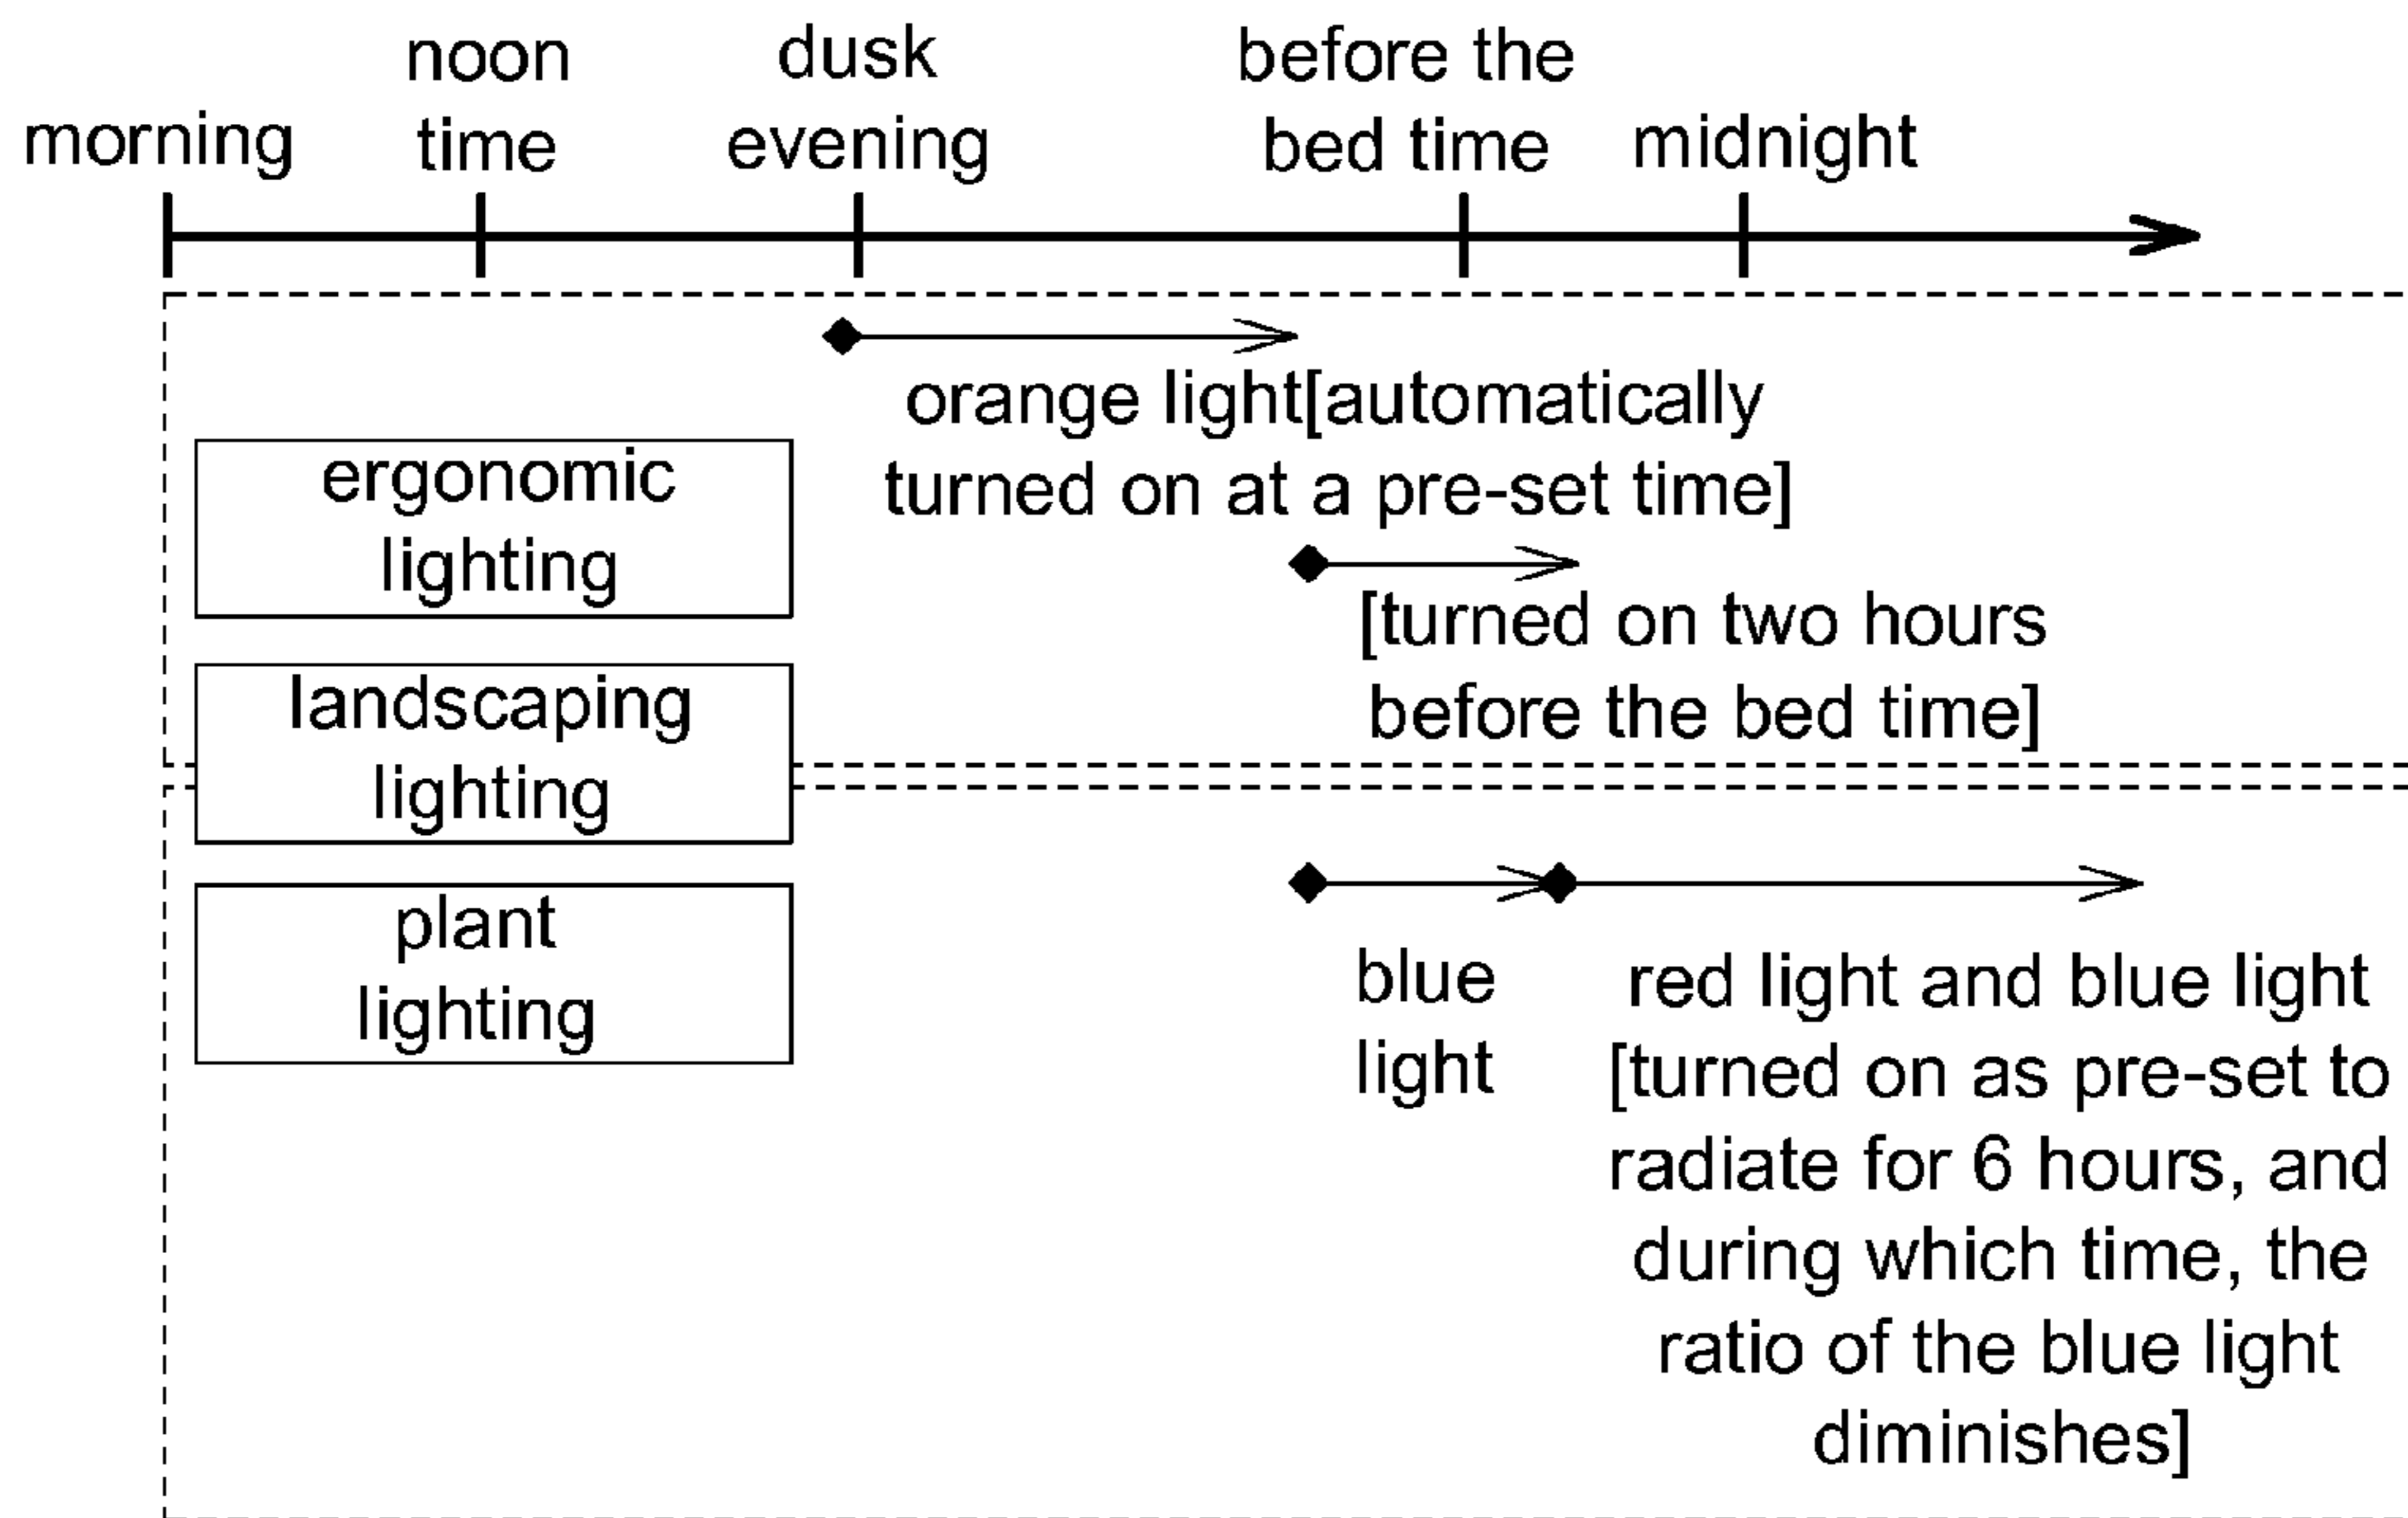 morning
noon
time
dusk
evening
before the
bed time
midnight
orange light[automatically
turned on at a pre-set time]
ergonomic
lighting
[turned on two hours
before the bed time]
landscaping
lighting
plant
lighting
blue
light
red light and blue light
[turned on as pre-set to
radiate for 6 hours, and
during which time, the
ratio of the blue light
diminishes]